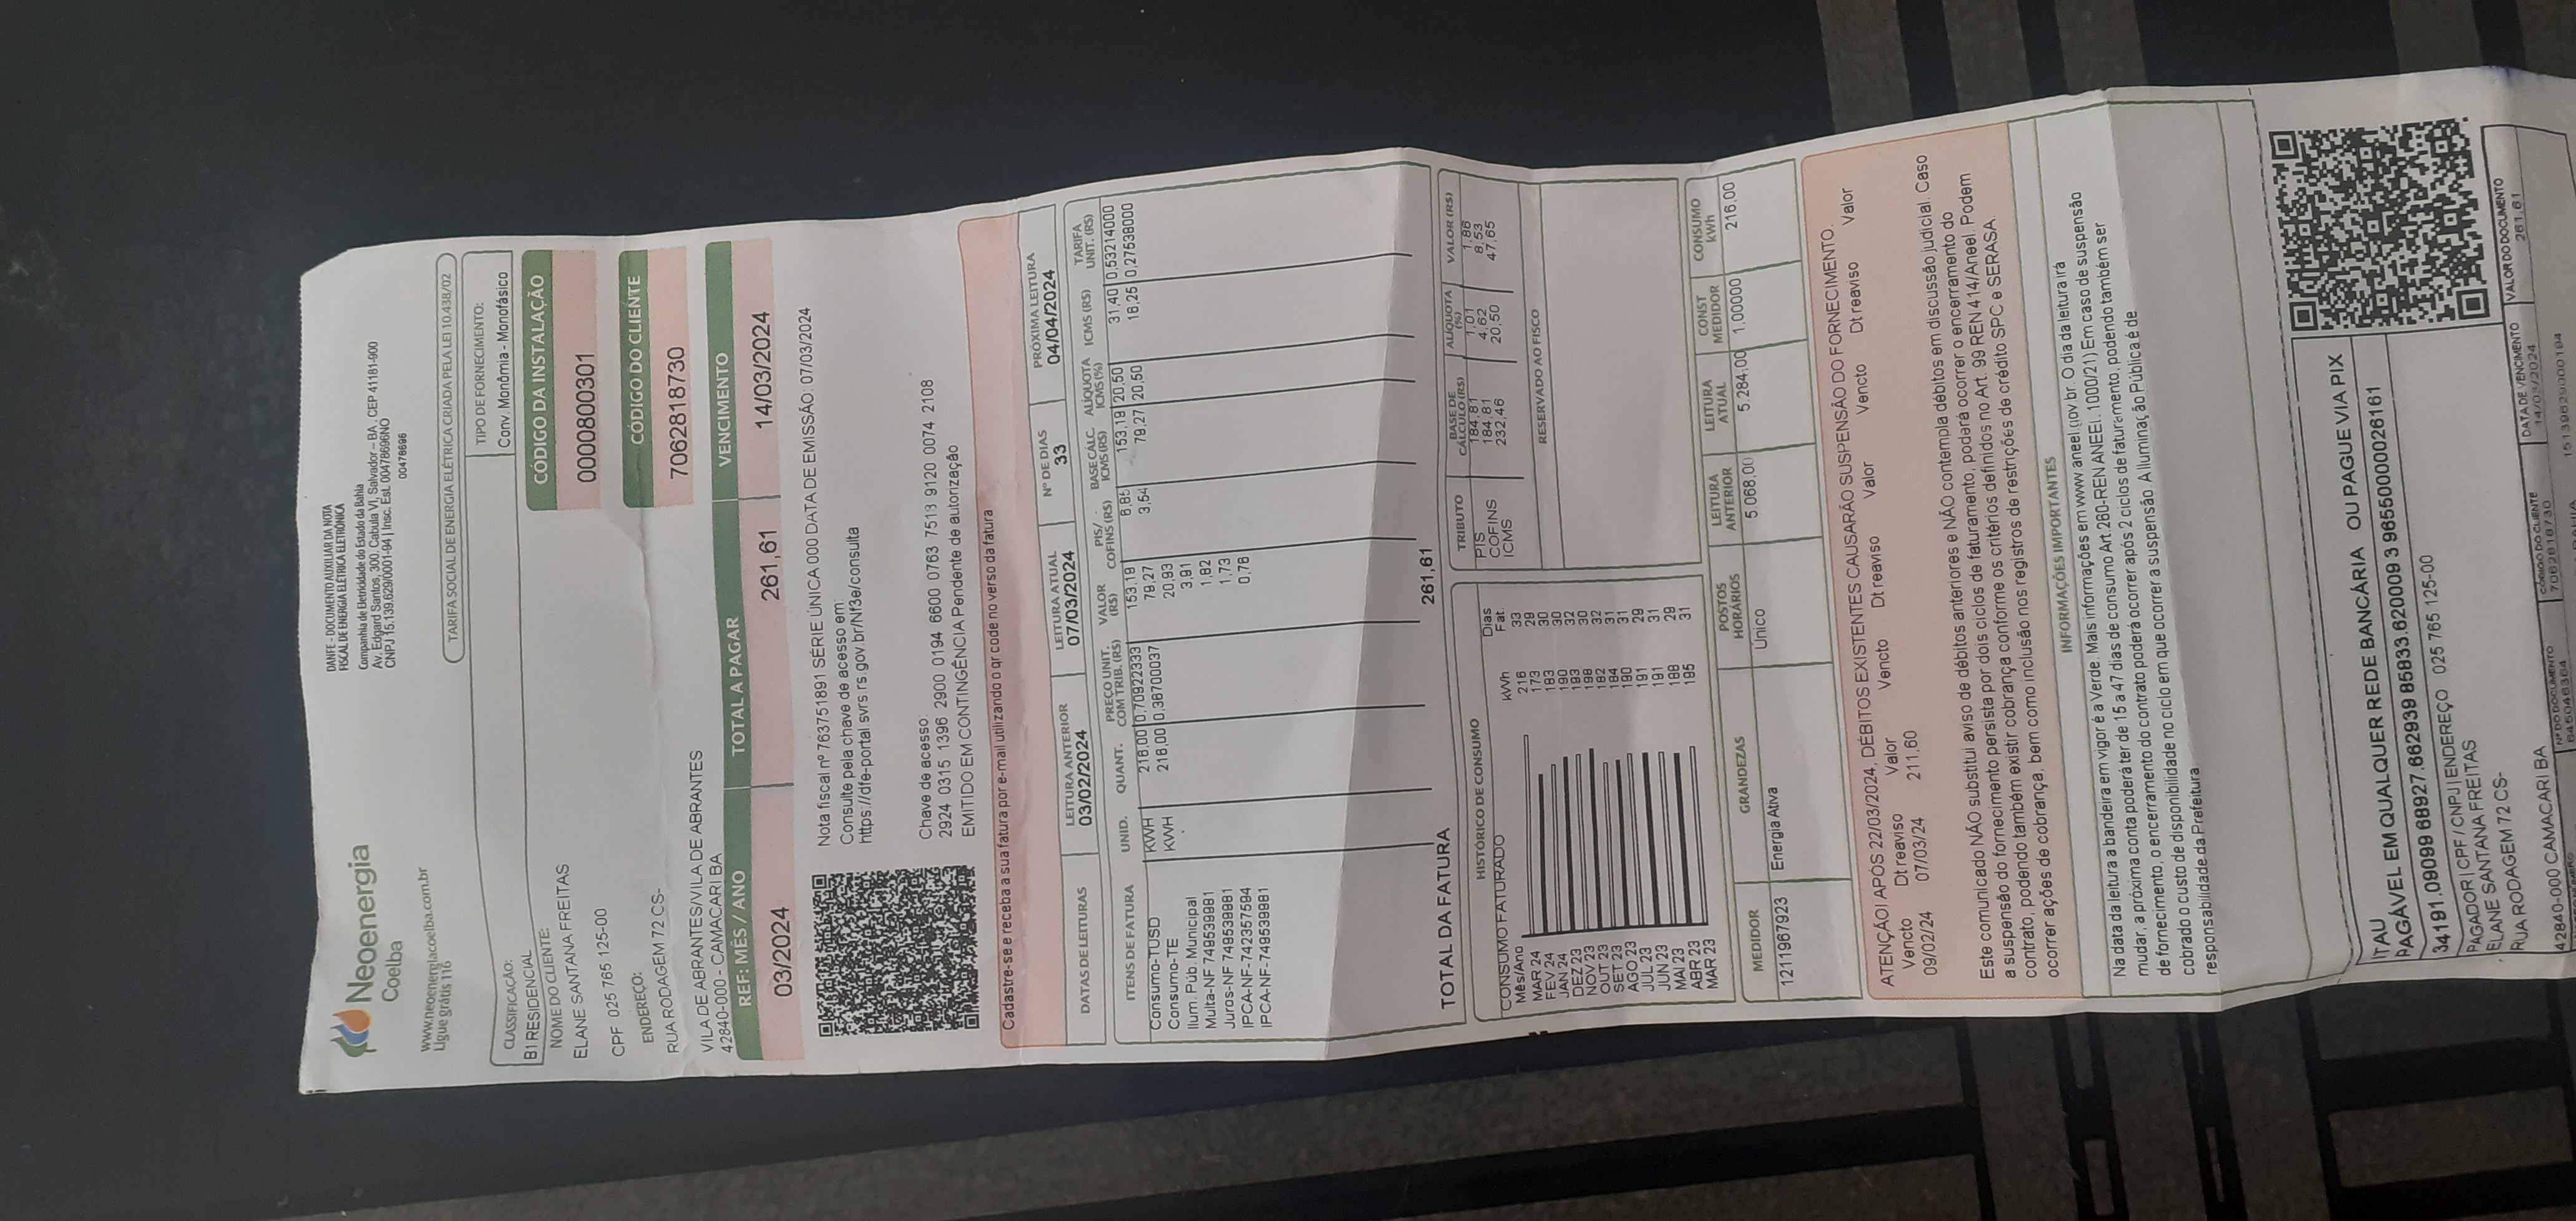 Neoenergia
Coelba
www.neoenergiacoelba.com.br
Ligue grátis 116
DANFE - DOCUMENTO AUXILIAR DA NOTA
FISCAL DE ENERGIA ELÉTRICA ELETRÔNICA
Companhia de Eletricidade do Estado da Bahia
Av. Edgard Santos, 300. Cabula VI, Salvador – BA . CEP 41181-900
CNPJ 15.139.629/0001-94 | Insc. Est. 00478696NO
00478696
TARIFA SOCIAL DE ENERGIA ELÉTRICA CRIADA PELA LEI 10.438/02
CLASSIFICAÇÃO:
B1 RESIDENCIAL
TIPO DE FORNECIMENTO:
Conv. Monômia - Monofásico
NOME DO CLIENTE:
ELANE SANTANA FREITAS
CPF 025 765 125-00
ENDEREÇO:
RUA RODAGEM 72 CS-
VILA DE ABRANTES/VILA DE ABRANTES
42840-000 - CAMACARI BA
CÓDIGO DA INSTALAÇÃO
0000800301
CÓDIGO DO CLIENTE
7062818730
REF: MÊS / ANO TOTAL A PAGAR VENCIMENTO
03/2024 261,61 14/03/2024
Nota fiscal nº 763751891 SÉRIE ÚNICA 000 DATA DE EMISSÃO: 07/03/2024
Consulte pela chave de acesso em:
https://dfe-portal.svrs.rs.gov.br/Nf3e/consulta
Chave de acesso:
2924 0315 1396 2900 0194 6600 0763 7518 9120 0074 2108
EMITIDO EM CONTINGÊNCIA Pendente de autorização
Cadastre-se e receba a sua fatura por e-mail utilizando o qr code no verso da fatura
DATAS DE LEITURAS LEITURA ANTERIOR LEITURA ATUAL Nº DE DIAS PRÓXIMA LEITURA
03/02/2024 07/03/2024 33 04/04/2024
ITENS DE FATURA UNID. QUANT. PREÇO UNIT. COM TRIB. (R$) VALOR (R$) PIS/ COFINS (R$) BASE CÁLC. ICMS (R$) ALÍQUOTA ICMS (%) ICMS (R$) TARIFA UNIT. (R$)
Consumo-TUSD KWH 216,00 0,70922333 153,19 6,85 153,19 20,50 31,40 0,53214000
Consumo-TE KWH 216,00 0,36700037 79,27 3,54 79,27 20,50 16,25 0,27538000
Ilum. Púb. Municipal 20,93
Multa-NF 749539981 3,91
Juros-NF 749539981 1,82
IPCA-NF-742357594 1,73
IPCA-NF-749539981 0,76
TOTAL DA FATURA 261,61
HISTÓRICO DE CONSUMO
CONSUMO FATURADO
Mês/Ano kWh Dias Fat.
MAR 24 216 33
FEV 24 173 29
JAN 24 183 30
DEZ 23 190 30
NOV 23 193 32
OUT 23 198 30
SET 23 182 32
AGO 23 184 31
JUL 23 190 31
JUN 23 191 29
MAI 23 191 31
ABR 23 188 29
MAR 23 195 31
TRIBUTO BASE DE CÁLCULO (R$) ALÍQUOTA (%) VALOR (R$)
PIS 184,81 1,01 1,86
COFINS 184,81 4,62 8,53
ICMS 232,46 20,50 47,65
RESERVADO AO FISCO
MEDIDOR GRANDEZAS POSTOS HORÁRIOS LEITURA ANTERIOR LEITURA ATUAL CONST MEDIDOR CONSUMO kWh
1211967923 Energia Ativa Único 5.068,00 5.284,00 1,00000 216,00
ATENÇÃO! APÓS 22/03/2024, DÉBITOS EXISTENTES CAUSARÃO SUSPENSÃO DO FORNECIMENTO.
Vencto Dt reaviso Valor Vencto Dt reaviso Valor Vencto Dt reaviso Valor
09/02/24 07/03/24 211,60
Este comunicado NÃO substitui aviso de débitos anteriores e NÃO contempla débitos em discussão judicial. Caso
a suspensão do fornecimento persista por dois ciclos de faturamento, poderá ocorrer o encerramento do
contrato, podendo também existir cobrança conforme os critérios definidos no Art. 99 REN 414/Aneel. Podem
ocorrer ações de cobrança, bem como inclusão nos registros de restrições de crédito SPC e SERASA.
INFORMAÇÕES IMPORTANTES
Na data da leitura a bandeira em vigor é a Verde. Mais informações em www.aneel.gov.br. O dia da leitura irá
mudar, a próxima conta poderá ter de 15 a 47 dias de consumo Art.260-REN ANEEL 1000/21) Em caso de suspensão
de fornecimento, o encerramento do contrato poderá ocorrer após 2 ciclos de faturamento, podendo também ser
cobrado o custo de disponibilidade no ciclo em que ocorrer a suspensão. A Iluminação Pública é de
responsabilidade da Prefeitura
ITAU
PAGÁVEL EM QUALQUER REDE BANCÁRIA OU PAGUE VIA PIX
34191.09099 68927.662939 85833.620009 3 96550000026161
PAGADOR | CPF / CNPJ | ENDEREÇO 025 765 125-00
ELANE SANTANA FREITAS
RUA RODAGEM 72 CS-
42840-000 CAMACARI BA
Nº DO DOCUMENTO CÓDIGO DO CLIENTE DATA DE VENCIMENTO VALOR DO DOCUMENTO
645046364 7062818730 14/03/2024 261,61
BAHIA 15139629000194